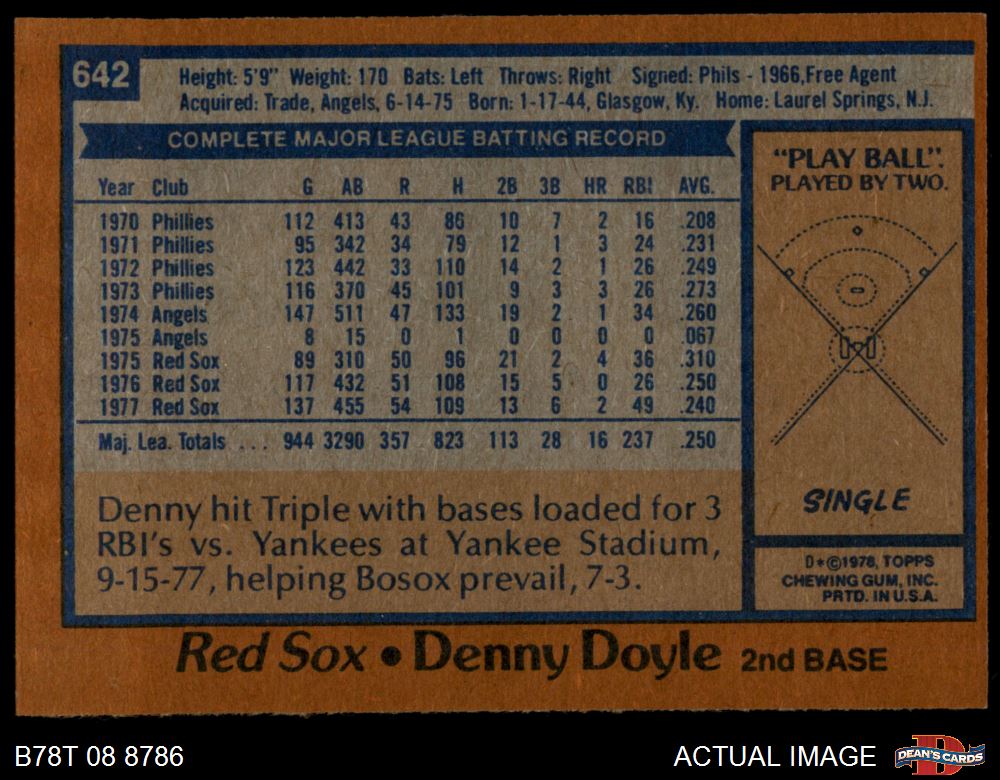 642
Height: 5'9" Weight: 170 Bats: Left Throws: Right Signed: Phils - 1966,Free Agent
Acquired: Trade, Angels, 6-14-75 Born: 1-17-44, Glasgow, Ky. Home: Laurel Springs, N.J.
COMPLETE MAJOR LEAGUE BATTING RECORD
Year Club G AB R H 2B 3B HR RBI AVG.
1970 Phillies 112 413 43 86 10 7 2 16 .208
1971 Phillies 95 342 34 79 12 1 3 24 .231
1972 Phillies 123 442 33 110 14 2 1 26 .249
1973 Phillies 116 370 45 101 9 3 3 26 .273
1974 Angels 147 511 47 133 19 2 1 34 .260
1975 Angels 8 15 0 1 0 0 0 0 .067
1975 Red Sox 89 310 50 96 21 2 4 36 .310
1976 Red Sox 117 432 51 108 15 5 0 26 .250
1977 Red Sox 137 455 54 109 13 6 2 49 .240
Maj. Lea. Totals ... 944 3290 357 823 113 28 16 237 .250
Denny hit Triple with bases loaded for 3
RBI's vs. Yankees at Yankee Stadium,
9-15-77, helping Bosox prevail, 7-3.
"PLAY BALL".
PLAYED BY TWO.
SINGLE
D*©1978, TOPPS
CHEWING GUM, INC.
PRTD. IN U.S.A.
Red Sox • Denny Doyle 2nd BASE
B78T 08 8786
ACTUAL IMAGE
D
DEAN'S CARDS